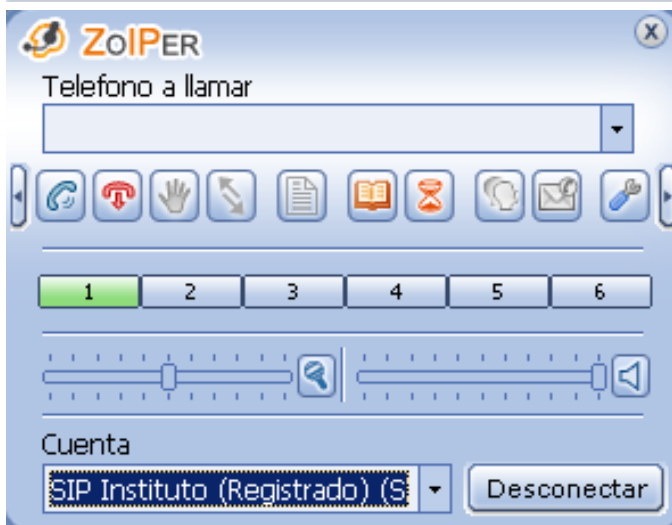 ZoIPER
Telefono a llamar
1 2 3 4 5 6
Cuenta
SIP Instituto (Registrado) (S
Desconectar